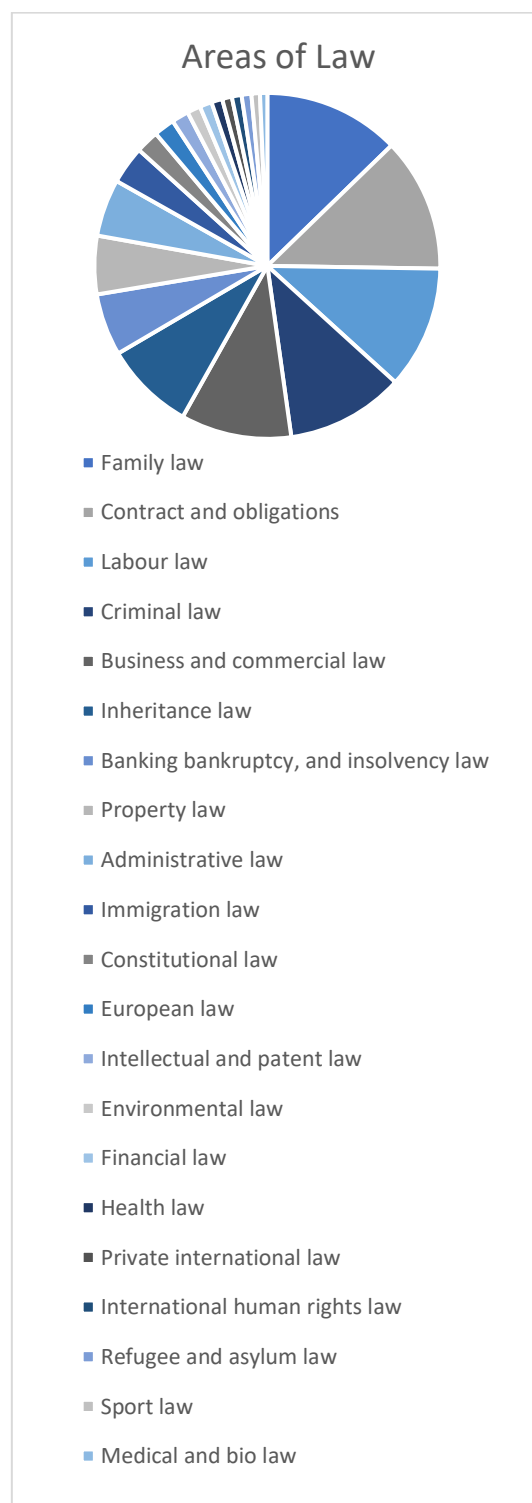 Areas of Law
Family law
Contract and obligations
Labour law
Criminal law
Business and commercial law
Inheritance law
Banking bankruptcy, and insolvency law
Property law
Administrative law
Immigration law
Constitutional law
European law
Intellectual and patent law
Environmental law
Financial law
Health law
Private international law
International human rights law
Refugee and asylum law
Sport law
Medical and bio law